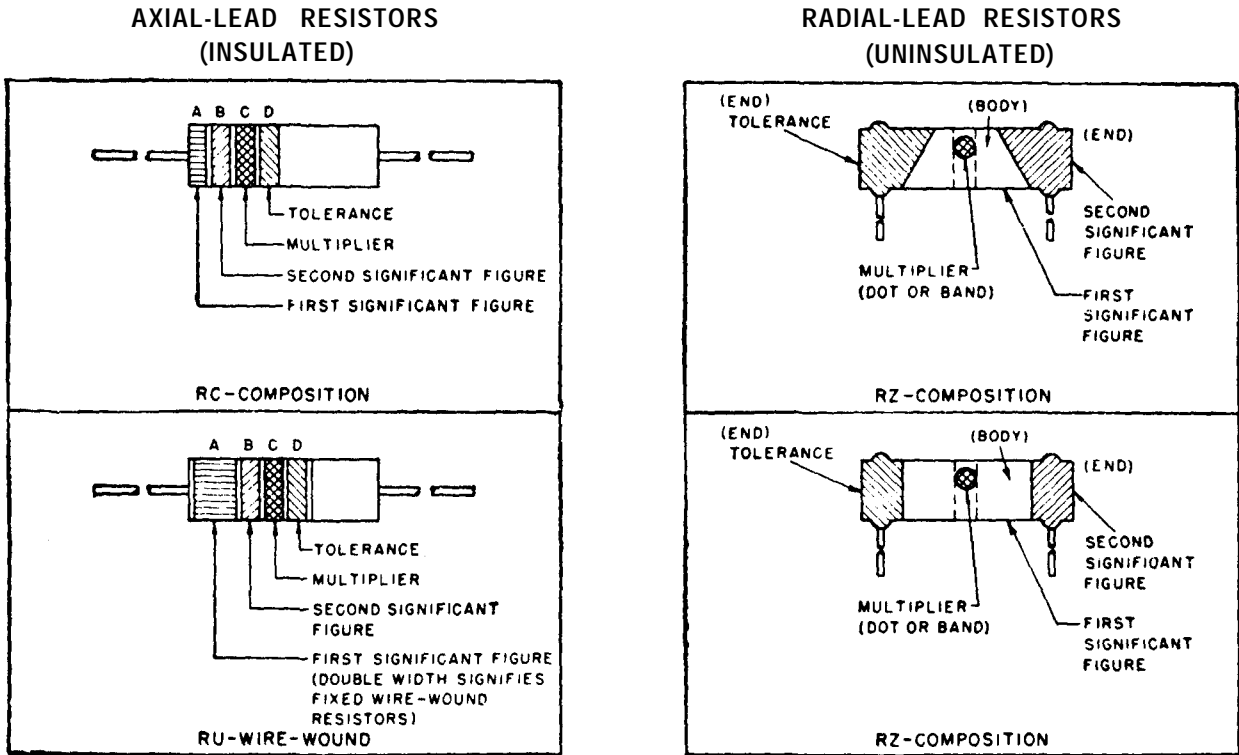 AXIAL-LEAD RESISTORS
(INSULATED)
A B C D
TOLERANCE
MULTIPLIER
SECOND SIGNIFICANT FIGURE
FIRST SIGNIFICANT FIGURE
RC-COMPOSITION
A B C D
TOLERANCE
MULTIPLIER
SECOND SIGNIFICANT
FIGURE
FIRST SIGNIFICANT FIGURE
(DOUBLE WIDTH SIGNIFIES
FIXED WIRE-WOUND
RESISTORS)
RU-WIRE-WOUND
RADIAL-LEAD RESISTORS
(UNINSULATED)
(END)
TOLERANCE
(BODY)
(END)
SECOND
SIGNIFICANT
FIGURE
MULTIPLIER
(DOT OR BAND)
FIRST
SIGNIFICANT
FIGURE
RZ-COMPOSITION
(END)
TOLERANCE
(BODY)
(END)
SECOND
SIGNIFICANT
FIGURE
MULTIPLIER
(DOT OR BAND)
FIRST
SIGNIFICANT
FIGURE
RZ-COMPOSITION